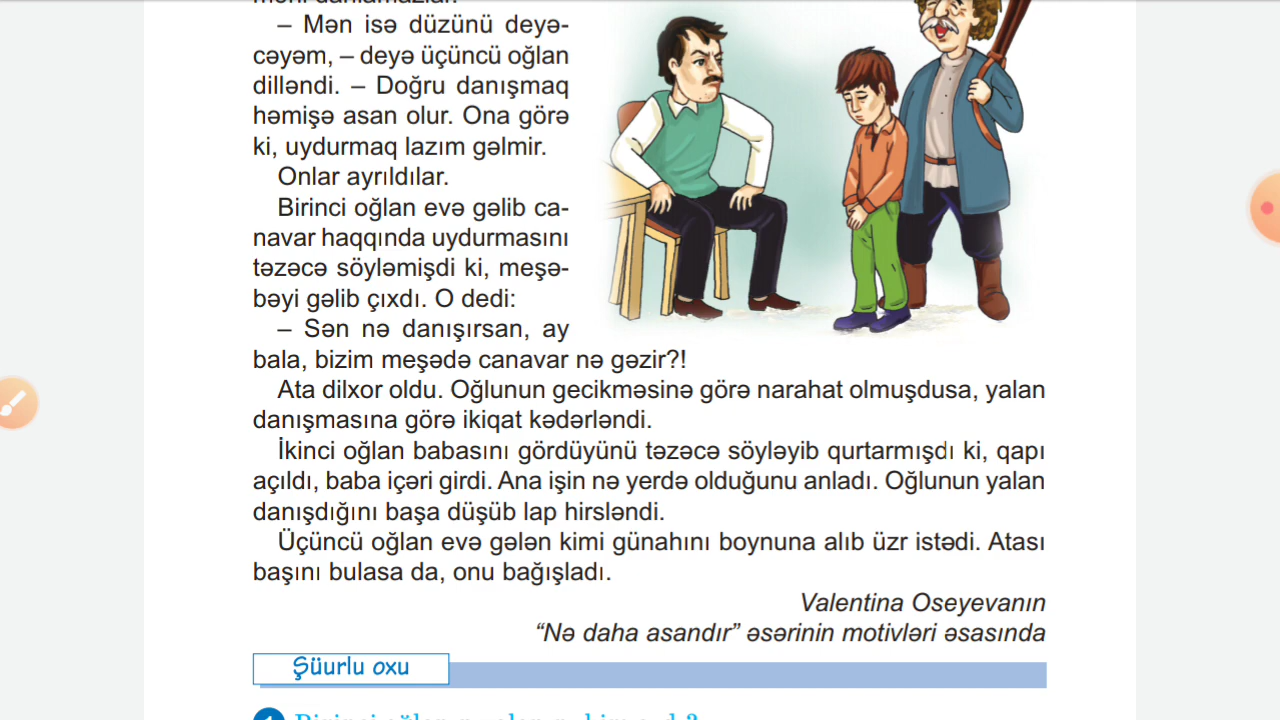 – Mən isə düzünü deyə-
cəyəm, – deyə üçüncü oğlan
dilləndi. – Doğru danışmaq
həmişə asan olur. Ona görə
ki, uydurmaq lazım gəlmir.
Onlar ayrıldılar.
Birinci oğlan evə gəlib ca-
navar haqqında uydurmasını
təzəcə söyləmişdi ki, meşə-
bəyi gəlib çıxdı. O dedi:
– Sən nə danışırsan, ay
bala, bizim meşədə canavar nə gəzir?!
Ata dilxor oldu. Oğlunun gecikməsinə görə narahat olmuşdusa, yalan
danışmasına görə ikiqat kədərləndi.
İkinci oğlan babasını gördüyünü təzəcə söyləyib qurtarmışdı ki, qapı
açıldı, baba içəri girdi. Ana işin nə yerdə olduğunu anladı. Oğlunun yalan
danışdığını başa düşüb lap hirsləndi.
Üçüncü oğlan evə gələn kimi günahını boynuna alıb üzr istədi. Atası
başını bulasa da, onu bağışladı.
Valentina Oseyevanın
“Nə daha asandır” əsərinin motivləri əsasında
Şüurlu oxu